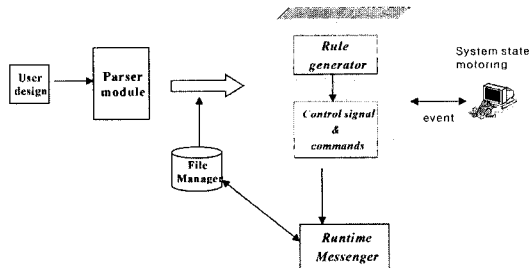 User
design
Parser
module
File
Manager
Rule
generator
Control signal
&
commands
Runtime
Messenger
System state
motoring
event